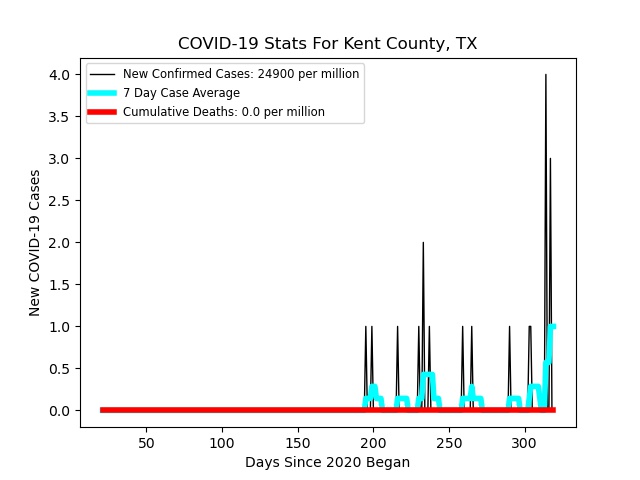 COVID-19 Stats For Kent County, TX
New Confirmed Cases: 24900 per million
7 Day Case Average
Cumulative Deaths: 0.0 per million
New COVID-19 Cases
4.0
3.5
3.0
2.5
2.0
1.5
1.0
0.5
0.0
50 100 150 200 250 300
Days Since 2020 Began